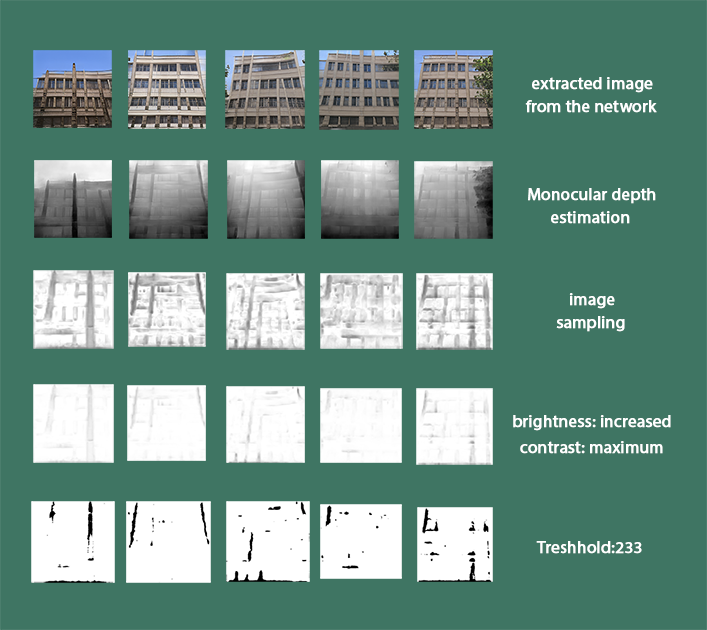 extracted image
from the network
Monocular depth
estimation
image
sampling
brightness: increased
contrast: maximum
Treshhold:233